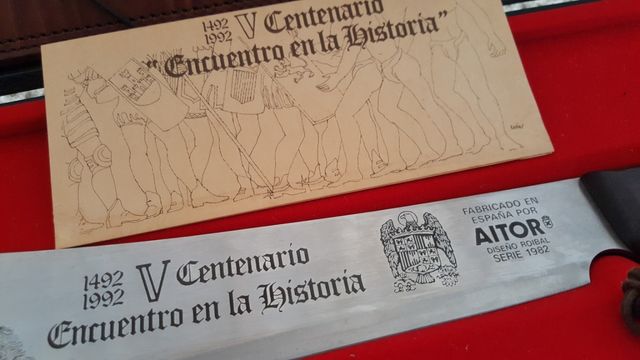 1492
1992 V Centenario
"Encuentro en la Historia"
1492
1992 V Centenario
Encuentro en la Historia
FABRICADO EN
ESPAÑA POR
AITOR
DISEÑO ROIBAL
SERIE 1982